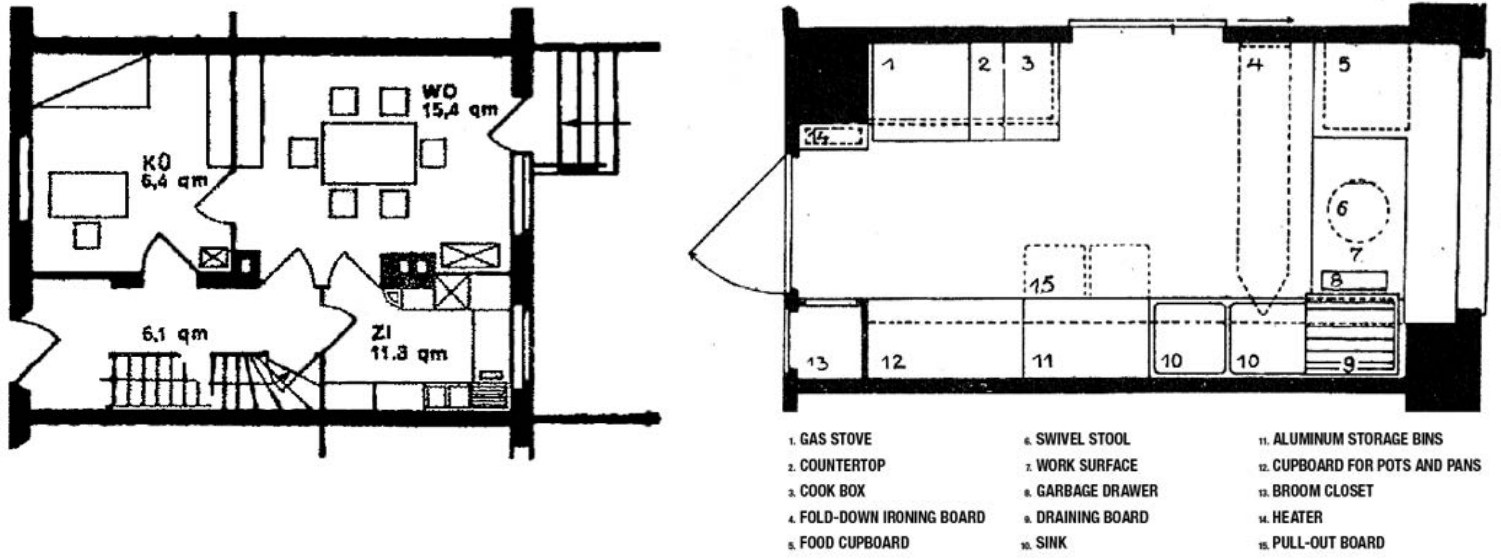 WO
15,4 qm
KÜ
6,4 qm
6,1 qm
ZI
11,3 qm
1 2 3 4 5
14
6
7
15 8
13 12 11 10 10 9
1. GAS STOVE
2. COUNTERTOP
3. COOK BOX
4. FOLD-DOWN IRONING BOARD
5. FOOD CUPBOARD
6. SWIVEL STOOL
7. WORK SURFACE
8. GARBAGE DRAWER
9. DRAINING BOARD
10. SINK
11. ALUMINUM STORAGE BINS
12. CUPBOARD FOR POTS AND PANS
13. BROOM CLOSET
14. HEATER
15. PULL-OUT BOARD